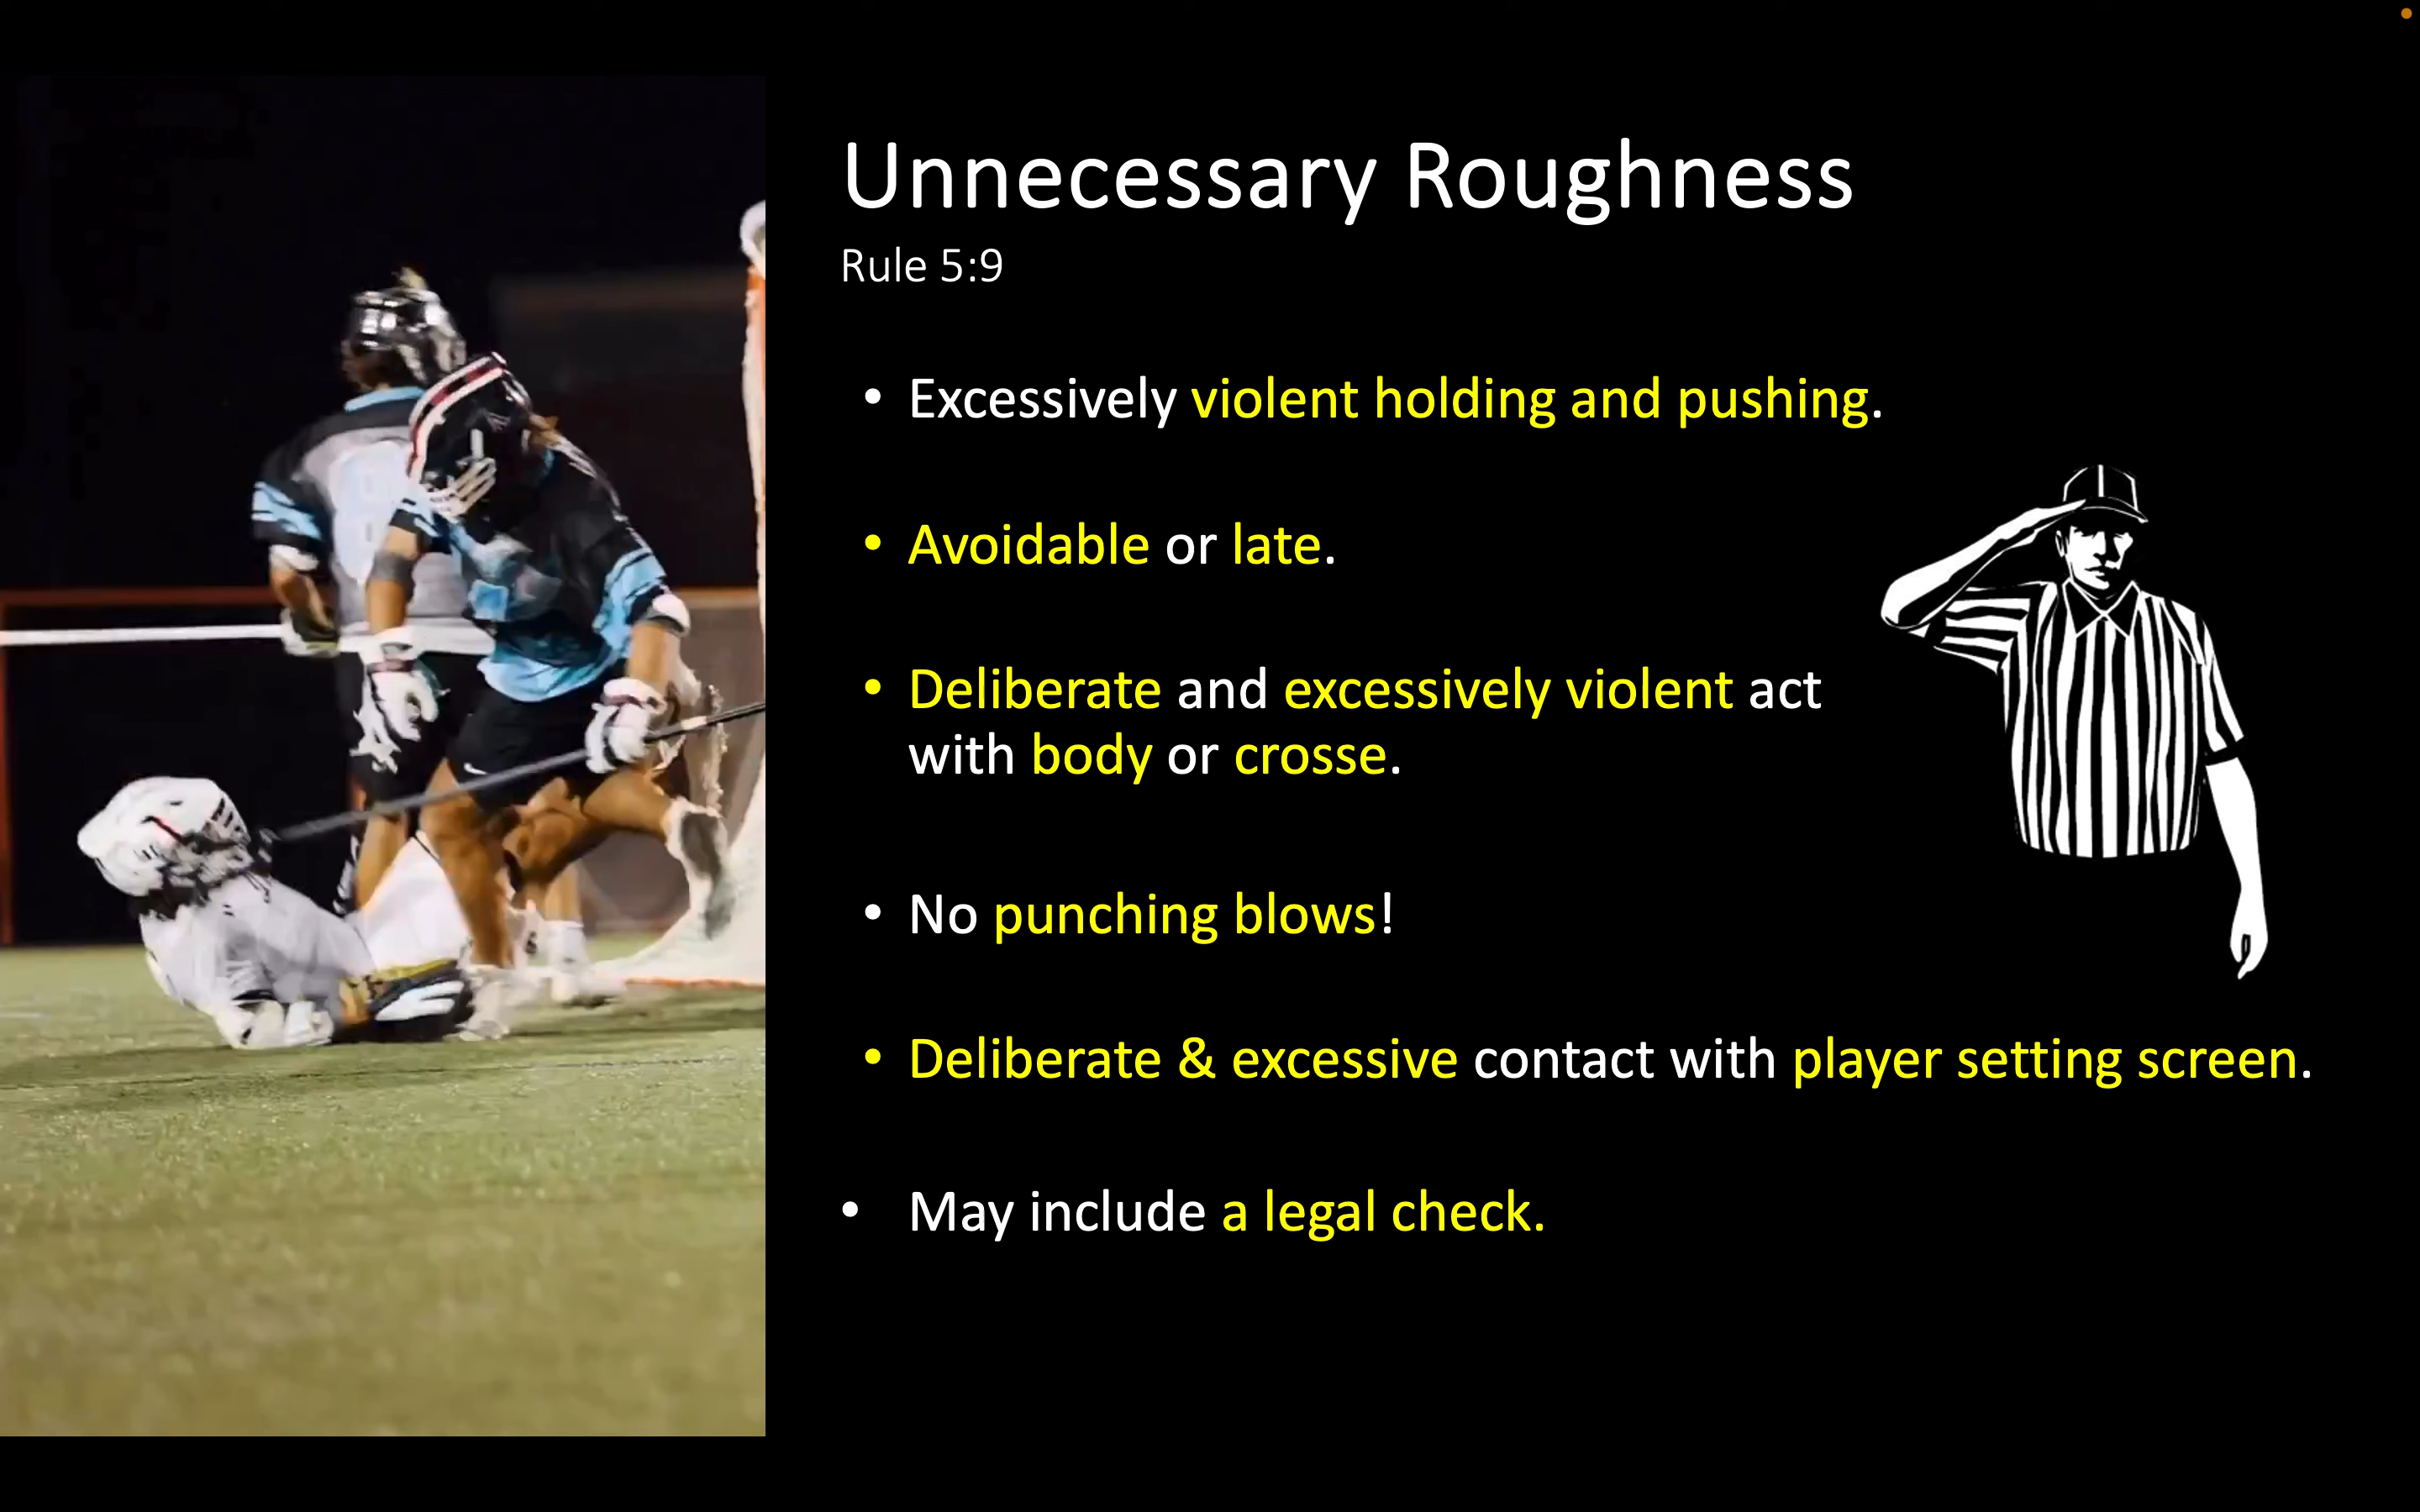 Unnecessary Roughness
Rule 5:9
• Excessively violent holding and pushing.
• Avoidable or late.
• Deliberate and excessively violent act
with body or crosse.
• No punching blows!
• Deliberate & excessive contact with player setting screen.
• May include a legal check.